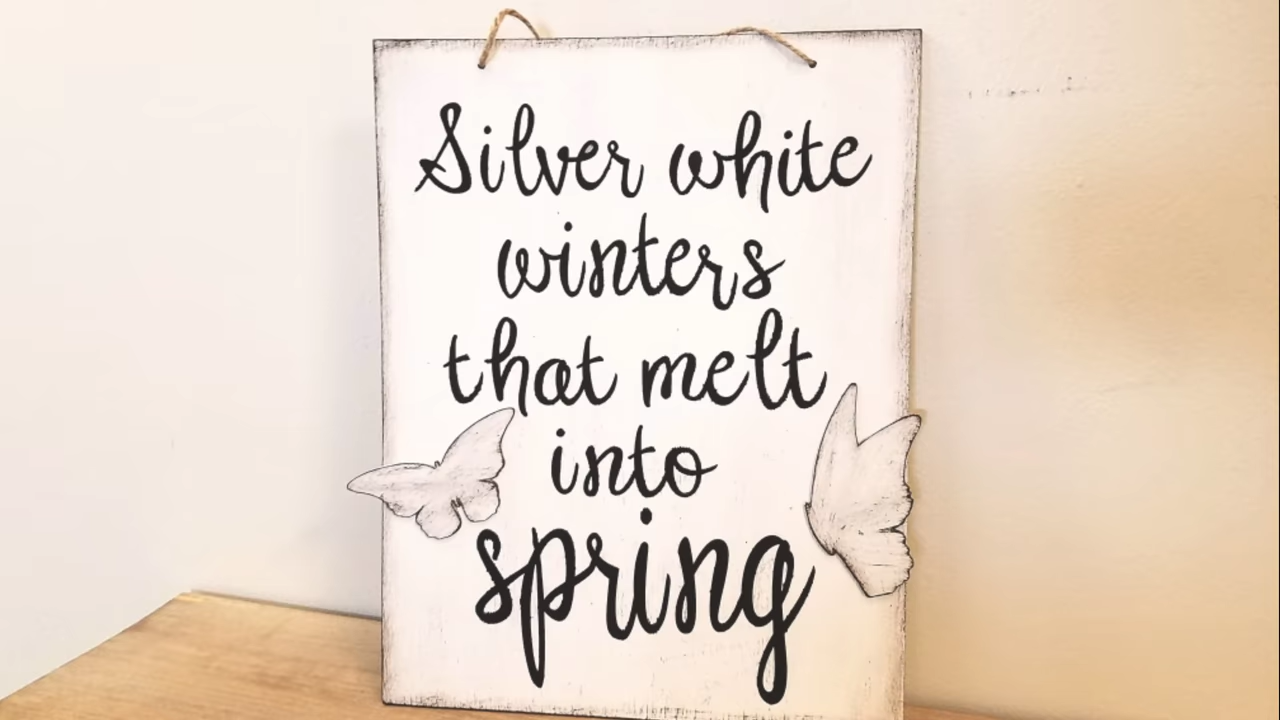 Silver white
winters
that melt
into
spring